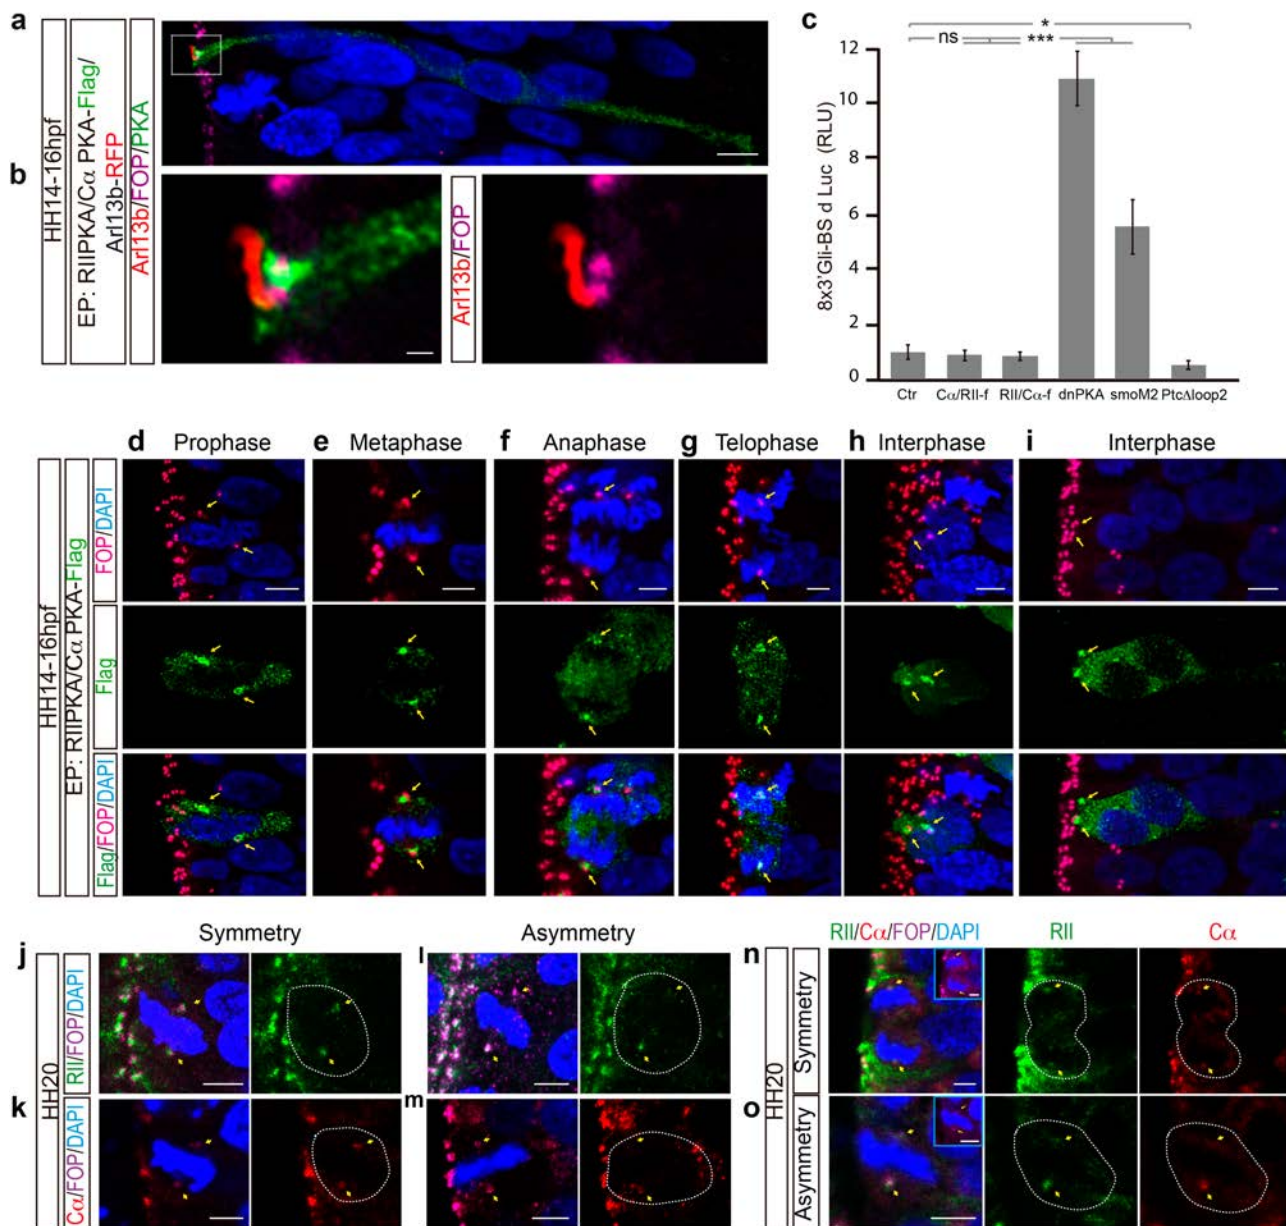 a
HH14-16hpf
EP: RIIPKA/Cα PKA-Flag/
Arl13b-RFP
Arl13b/FOP/PKA
b
Arl13b/FOP
c
8x3'Gli-BS d Luc (RLU)
12
10
8
6
4
2
0
*
ns
***
Ctr Cα/RII-f RII/Cα-f dnPKA smoM2 PtcΔloop2
d Prophase
e Metaphase
f Anaphase
g Telophase
h Interphase
i Interphase
HH14-16hpf
EP: RIIPKA/Cα PKA-Flag
FOP/DAPI
Flag
Flag/FOP/DAPI
Symmetry
Asymmetry
j
l
HH20
RII/FOP/DAPI
k
m
Cα/FOP/DAPI
RII/Cα/FOP/DAPI RII Cα
n
HH20
Symmetry
o
Asymmetry